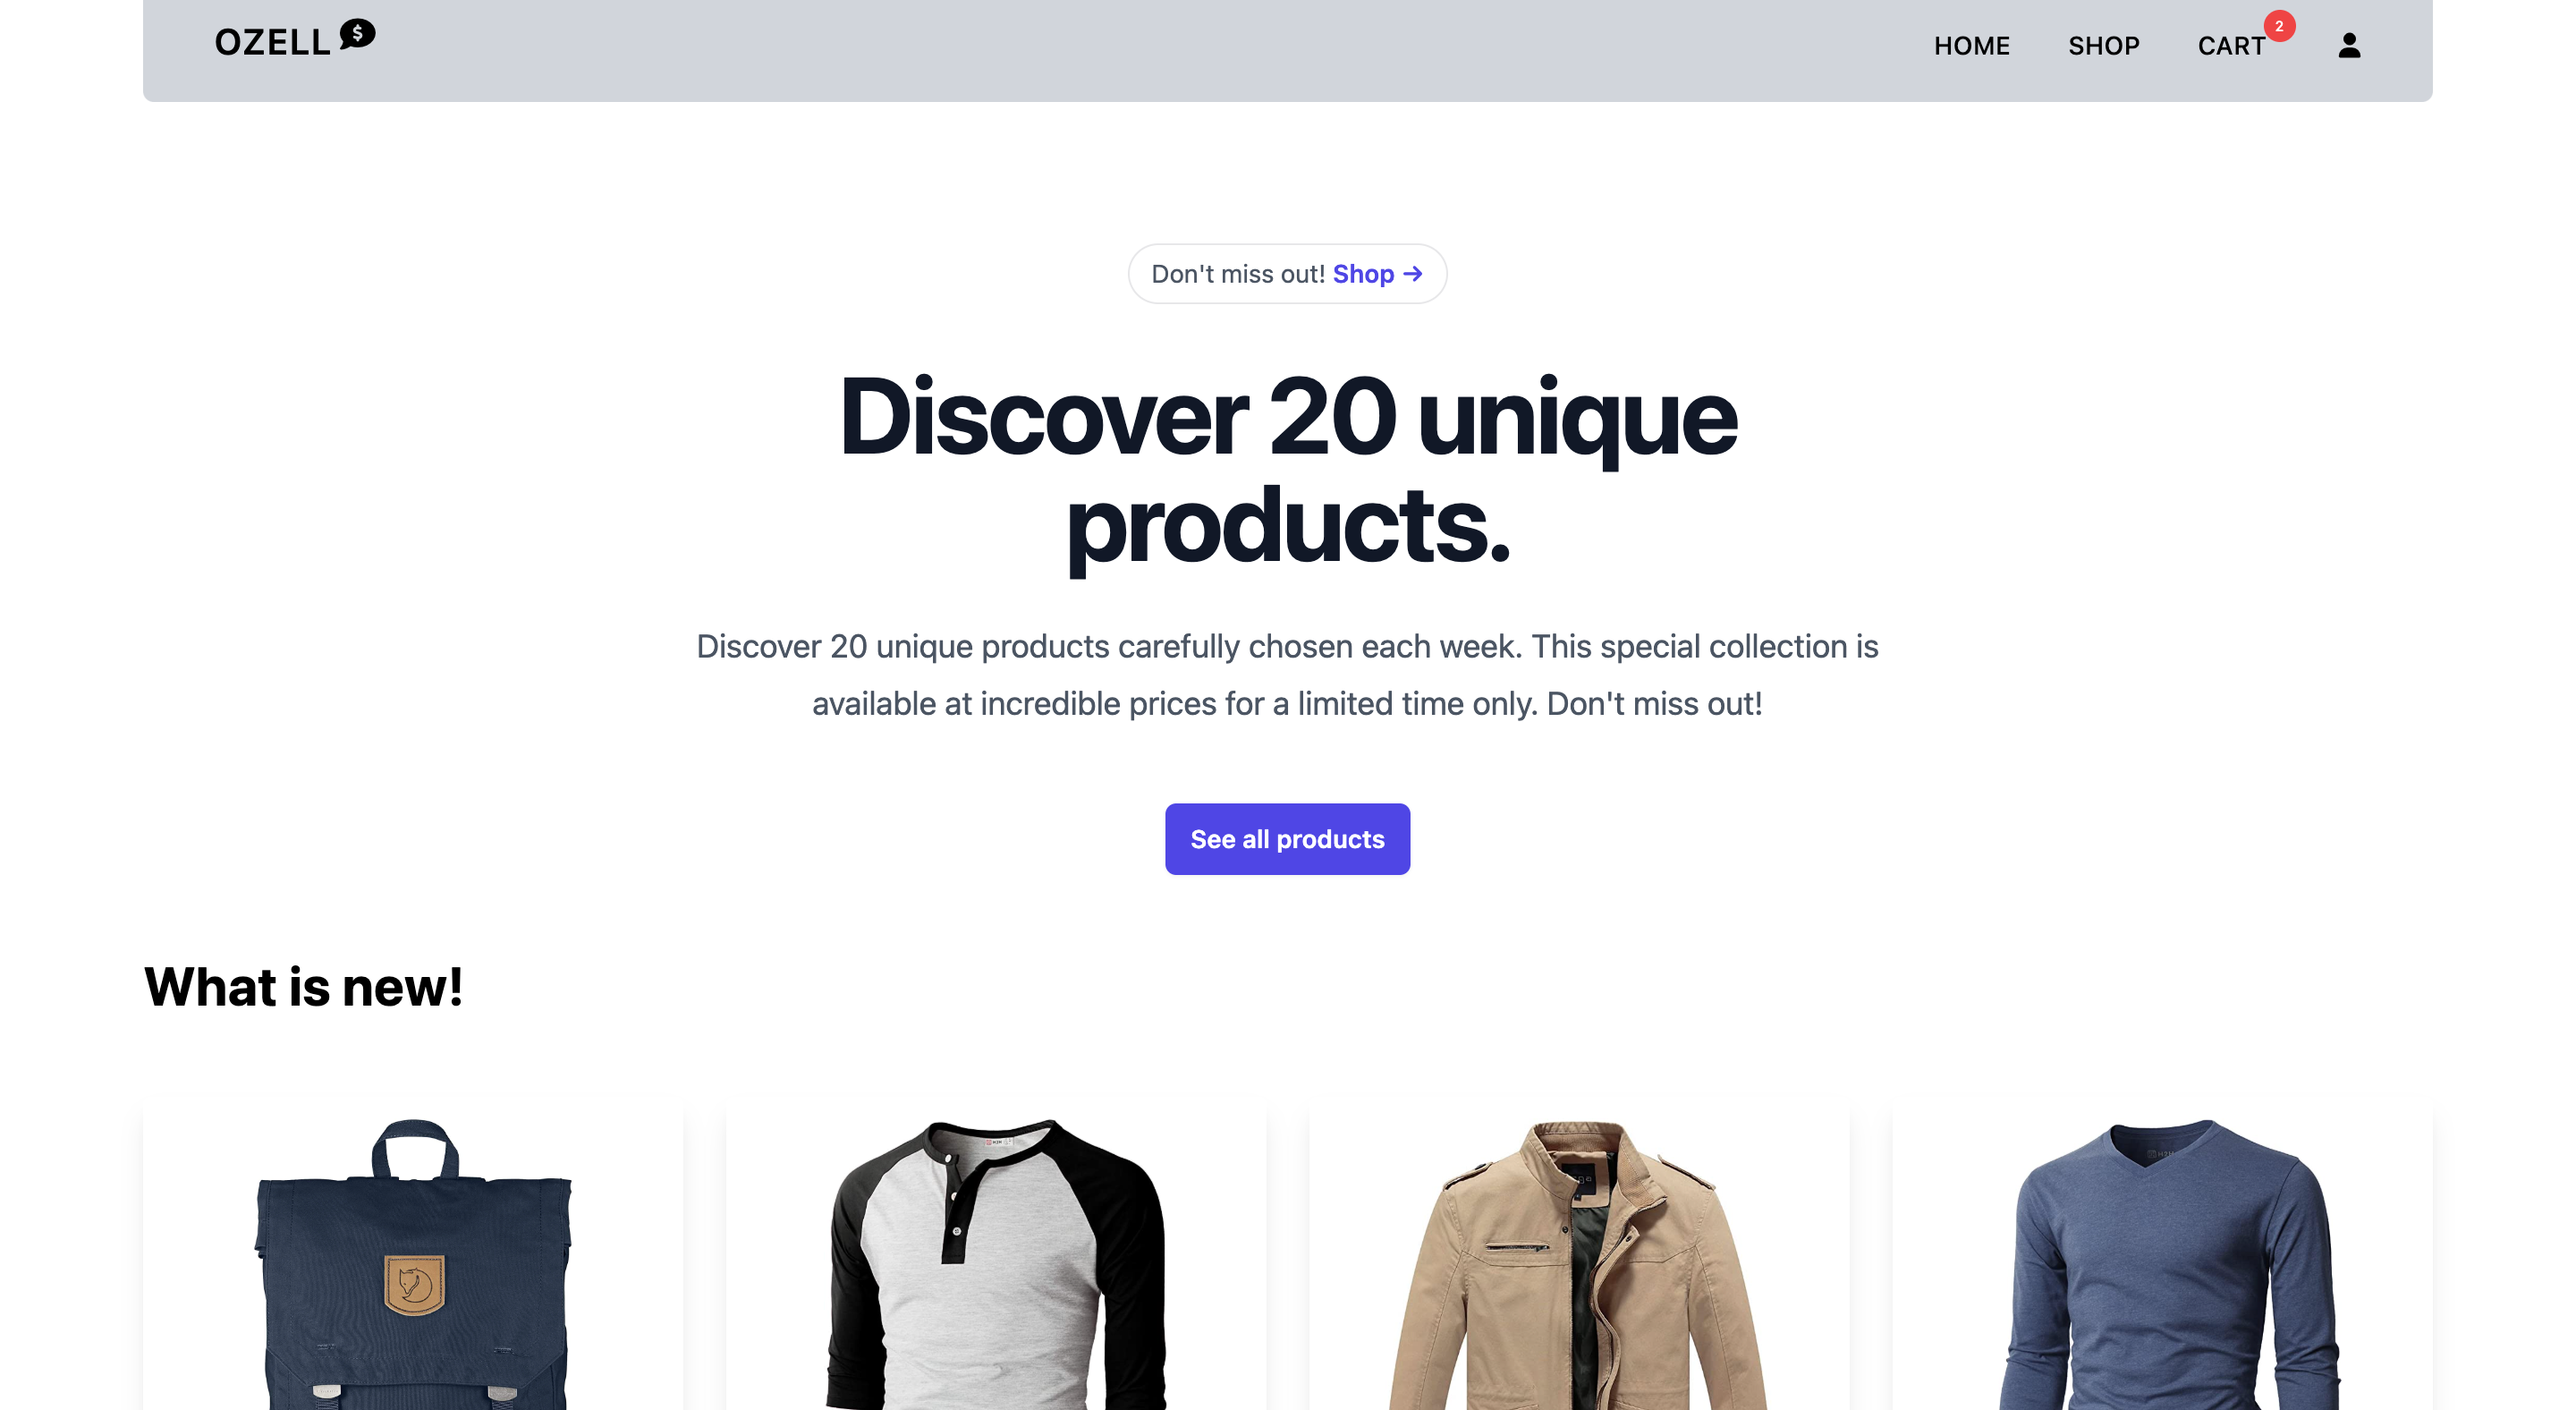 OZELL $
HOME SHOP CART 2
Don't miss out! Shop →
Discover 20 unique
products.
Discover 20 unique products carefully chosen each week. This special collection is
available at incredible prices for a limited time only. Don't miss out!
See all products
What is new!